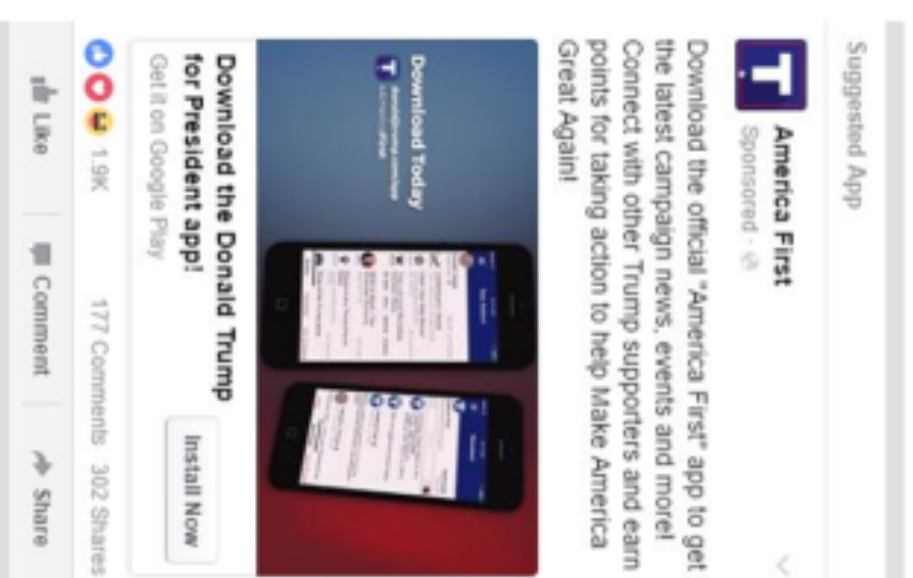 Suggested App
T
America First
Sponsored ·
Download the official "America First" app to get
the latest campaign news, events and more!
Connect with other Trump supporters and earn
points for taking action to help Make America
Great Again!
Download Today
T
Download the Donald Trump
for President app!
Get it on Google Play
Install Now
1.9K
177 Comments 302 Shares
Like
Comment
Share